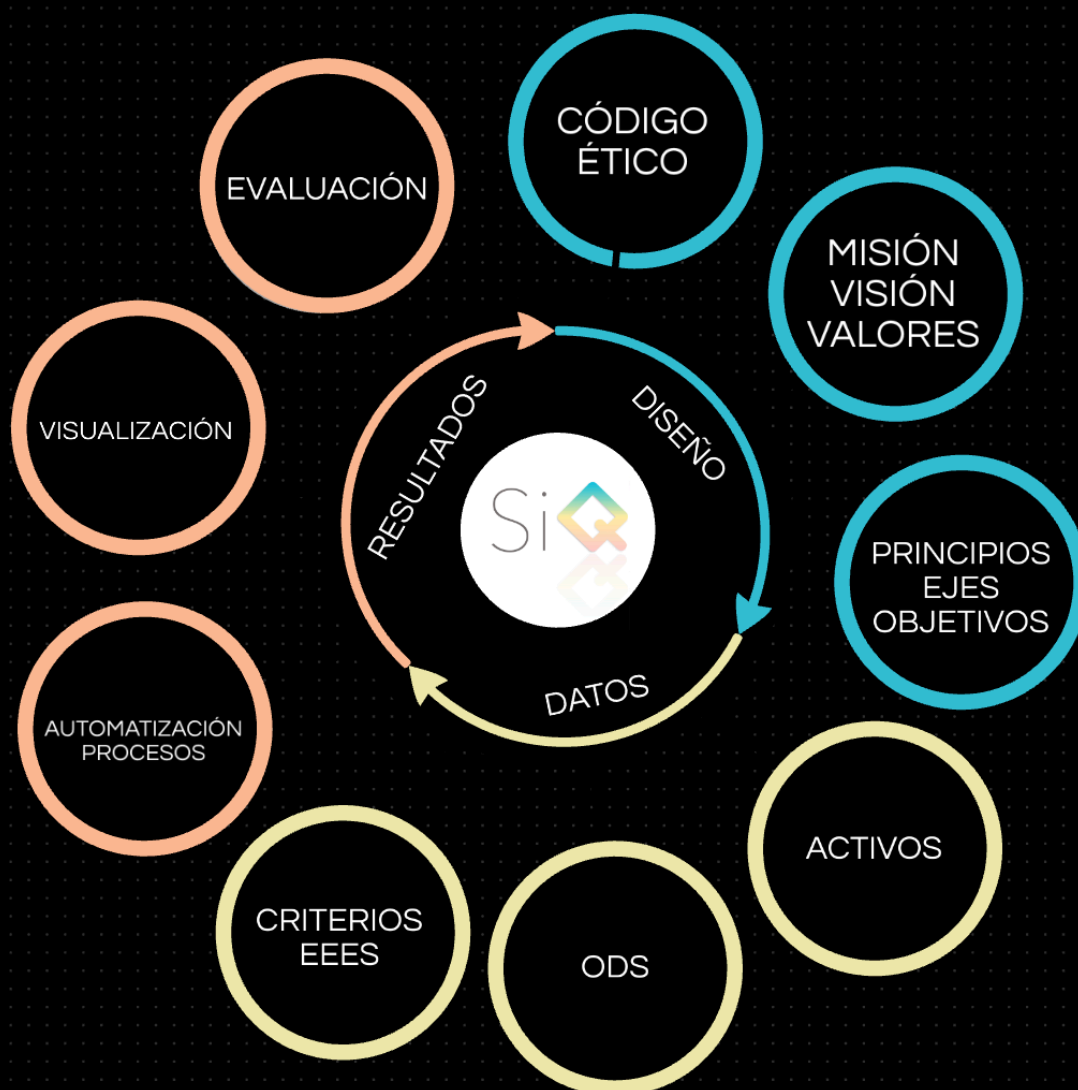 CÓDIGO
ÉTICO
MISIÓN
VISIÓN
VALORES
PRINCIPIOS
EJES
OBJETIVOS
ACTIVOS
ODS
CRITERIOS
EEES
AUTOMATIZACIÓN
PROCESOS
VISUALIZACIÓN
EVALUACIÓN
DISEÑO
DATOS
RESULTADOS
SiQ